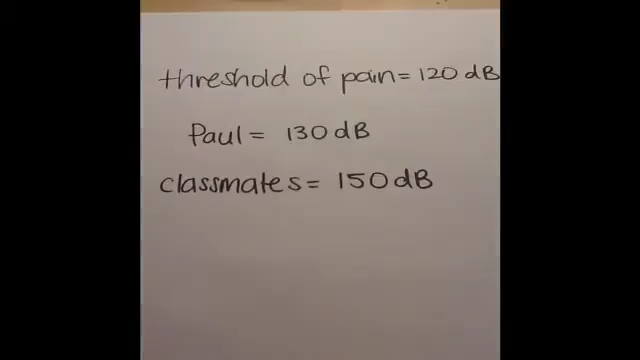 threshold of pain = 120 dB
Paul = 130 dB
classmates = 150 dB